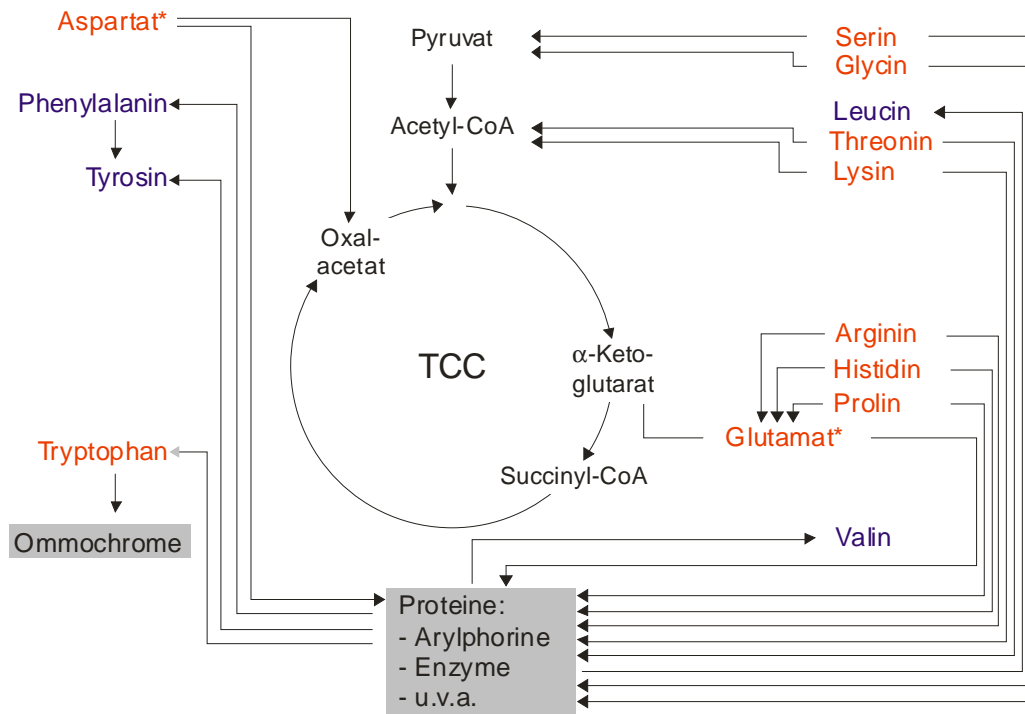 Aspartat*
Pyruvat
Serin
Glycin
Phenylalanin
Acetyl-CoA
Leucin
Threonin
Lysin
Tyrosin
Oxal-
acetat
TCC
α-Keto-
glutarat
Arginin
Histidin
Prolin
Glutamat*
Tryptophan
Succinyl-CoA
Ommochrome
Valin
Proteine:
- Arylphorine
- Enzyme
- u.v.a.